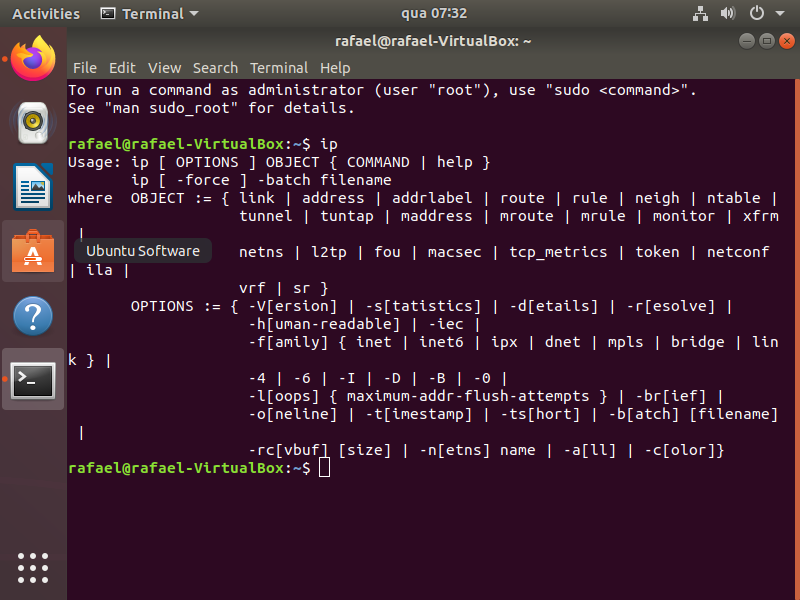 Activities Terminal qua 07:32
rafael@rafael-VirtualBox: ~
File Edit View Search Terminal Help
To run a command as administrator (user "root"), use "sudo <command>".
See "man sudo_root" for details.
rafael@rafael-VirtualBox:~$ ip
Usage: ip [ OPTIONS ] OBJECT { COMMAND | help }
ip [ -force ] -batch filename
where OBJECT := { link | address | addrlabel | route | rule | neigh | ntable |
tunnel | tuntap | maddress | mroute | mrule | monitor | xfrm
|
Ubuntu Software
netns | l2tp | fou | macsec | tcp_metrics | token | netconf
| ila |
vrf | sr }
OPTIONS := { -V[ersion] | -s[tatistics] | -d[etails] | -r[esolve] |
-h[uman-readable] | -iec |
-f[amily] { inet | inet6 | ipx | dnet | mpls | bridge | lin
k } |
-4 | -6 | -I | -D | -B | -0 |
-l[oops] { maximum-addr-flush-attempts } | -br[ief] |
-o[neline] | -t[imestamp] | -ts[hort] | -b[atch] [filename]
|
-rc[vbuf] [size] | -n[etns] name | -a[ll] | -c[olor]}
rafael@rafael-VirtualBox:~$